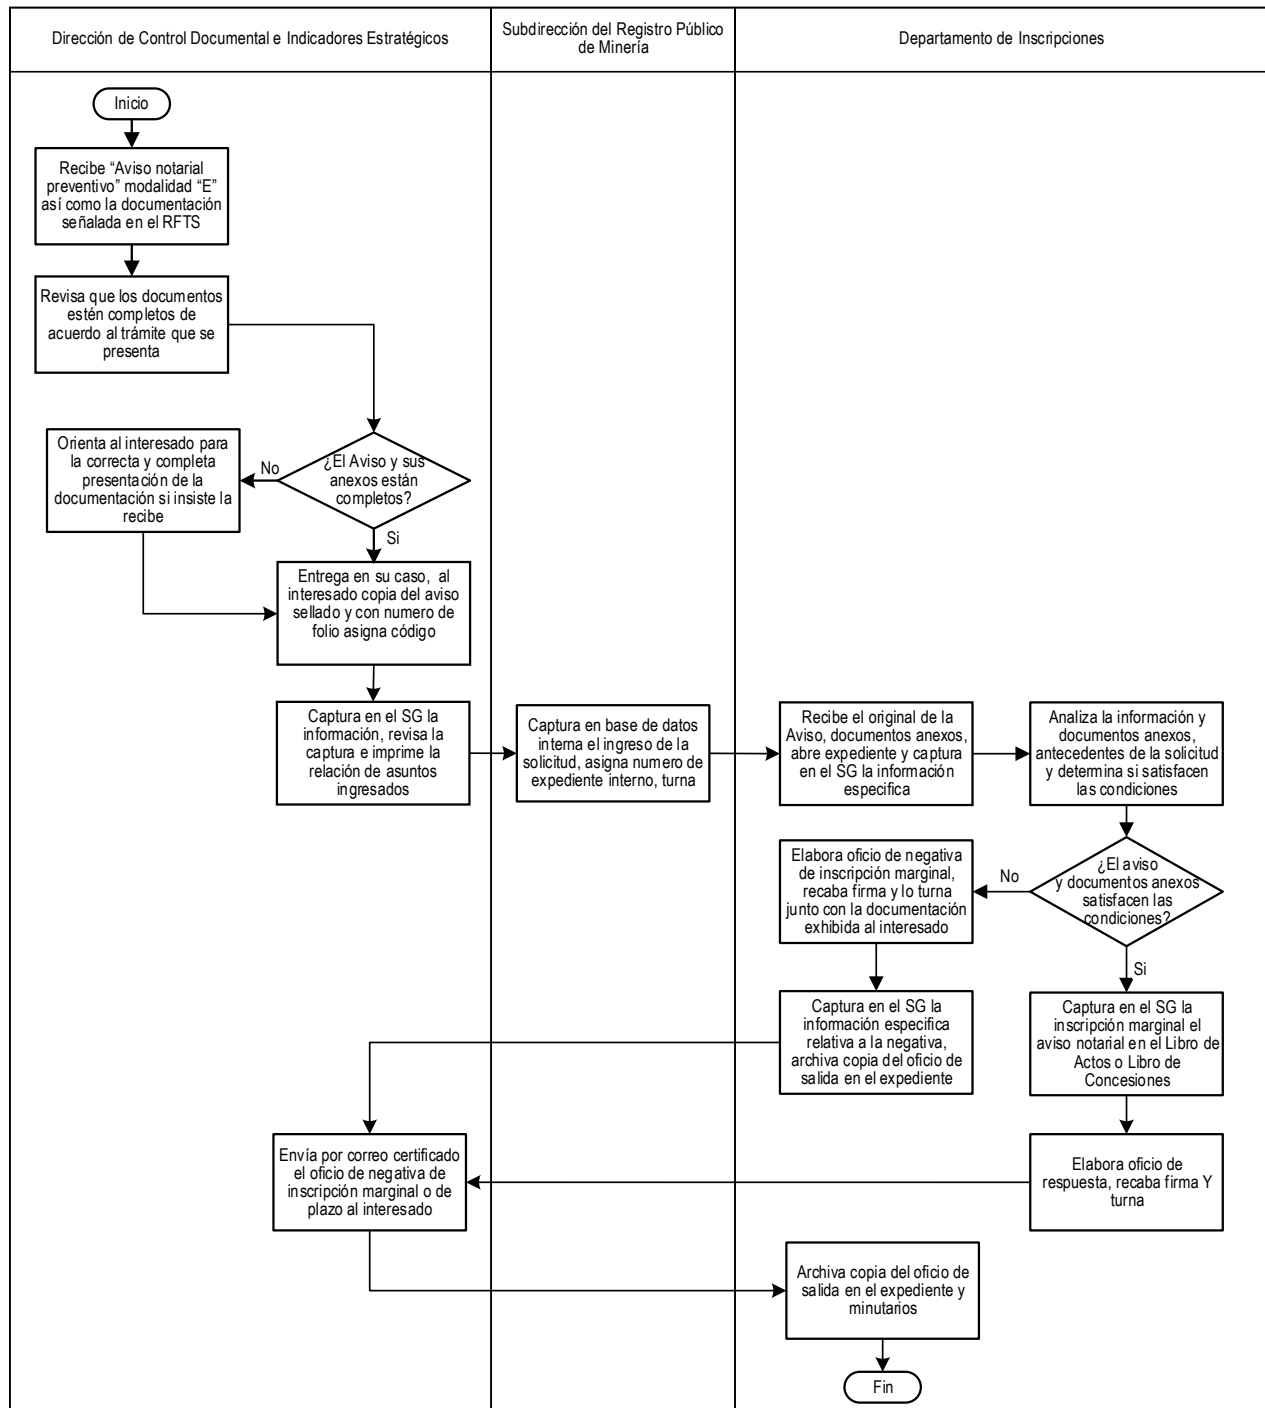 Dirección de Control Documental e Indicadores Estratégicos
Subdirección del Registro Público
de Minería
Departamento de Inscripciones
Inicio
Recibe “Aviso notarial
preventivo” modalidad “E”
así como la documentación
señalada en el RFTS
Revisa que los documentos
estén completos de
acuerdo al trámite que se
presenta
¿El Aviso y sus
anexos están
completos?
No
Orienta al interesado para
la correcta y completa
presentación de la
documentación si insiste la
recibe
Si
Entrega en su caso, al
interesado copia del aviso
sellado y con numero de
folio asigna código
Captura en el SG la
información, revisa la
captura e imprime la
relación de asuntos
ingresados
Captura en base de datos
interna el ingreso de la
solicitud, asigna numero de
expediente interno, turna
Recibe el original de la
Aviso, documentos anexos,
abre expediente y captura
en el SG la información
especifica
Analiza la información y
documentos anexos,
antecedentes de la solicitud
y determina si satisfacen
las condiciones
¿El aviso
y documentos anexos
satisfacen las
condiciones?
No
Elabora oficio de negativa
de inscripción marginal,
recaba firma y lo turna
junto con la documentación
exhibida al interesado
Si
Captura en el SG la
información especifica
relativa a la negativa,
archiva copia del oficio de
salida en el expediente
Captura en el SG la
inscripción marginal el
aviso notarial en el Libro de
Actos o Libro de
Concesiones
Envía por correo certificado
el oficio de negativa de
inscripción marginal o de
plazo al interesado
Elabora oficio de
respuesta, recaba firma Y
turna
Archiva copia del oficio de
salida en el expediente y
minutarios
Fin